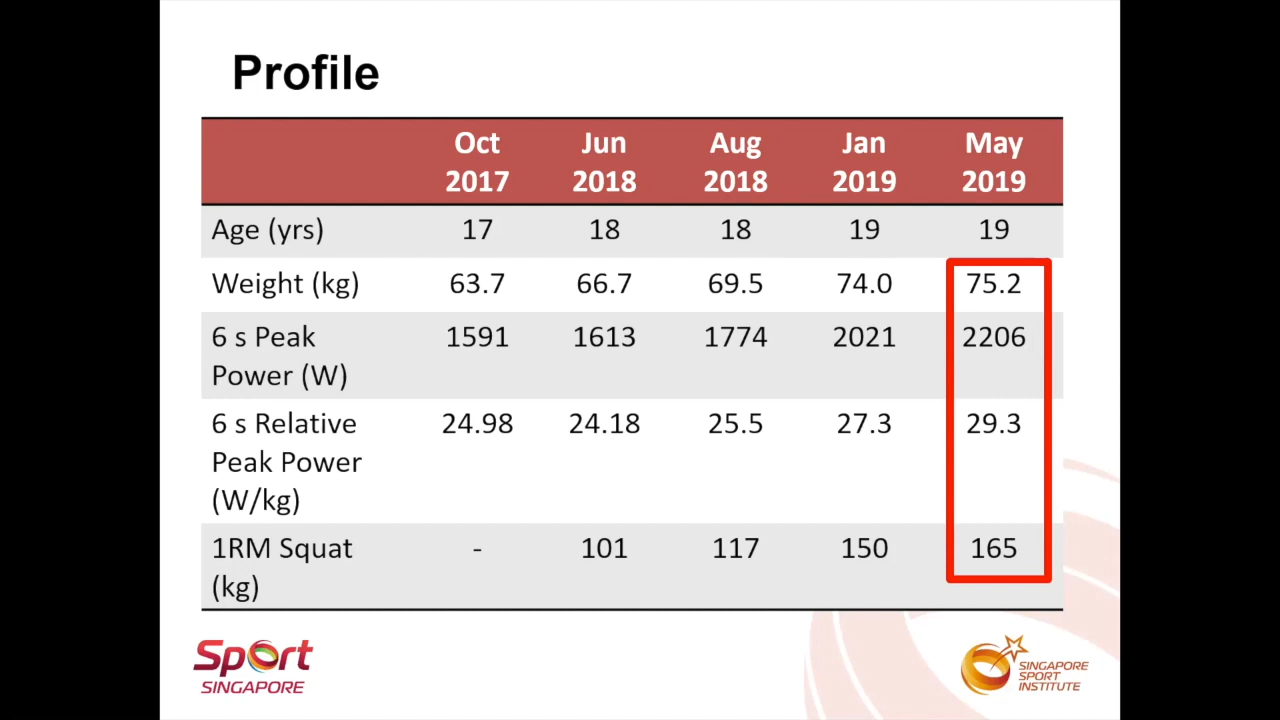 Profile
Oct Jun Aug Jan May
2017 2018 2018 2019 2019
Age (yrs) 17 18 18 19 19
Weight (kg) 63.7 66.7 69.5 74.0 75.2
6 s Peak 1591 1613 1774 2021 2206
Power (W)
6 s Relative 24.98 24.18 25.5 27.3 29.3
Peak Power
(W/kg)
1RM Squat - 101 117 150 165
(kg)
Sport
SINGAPORE
SINGAPORE
SPORT
INSTITUTE